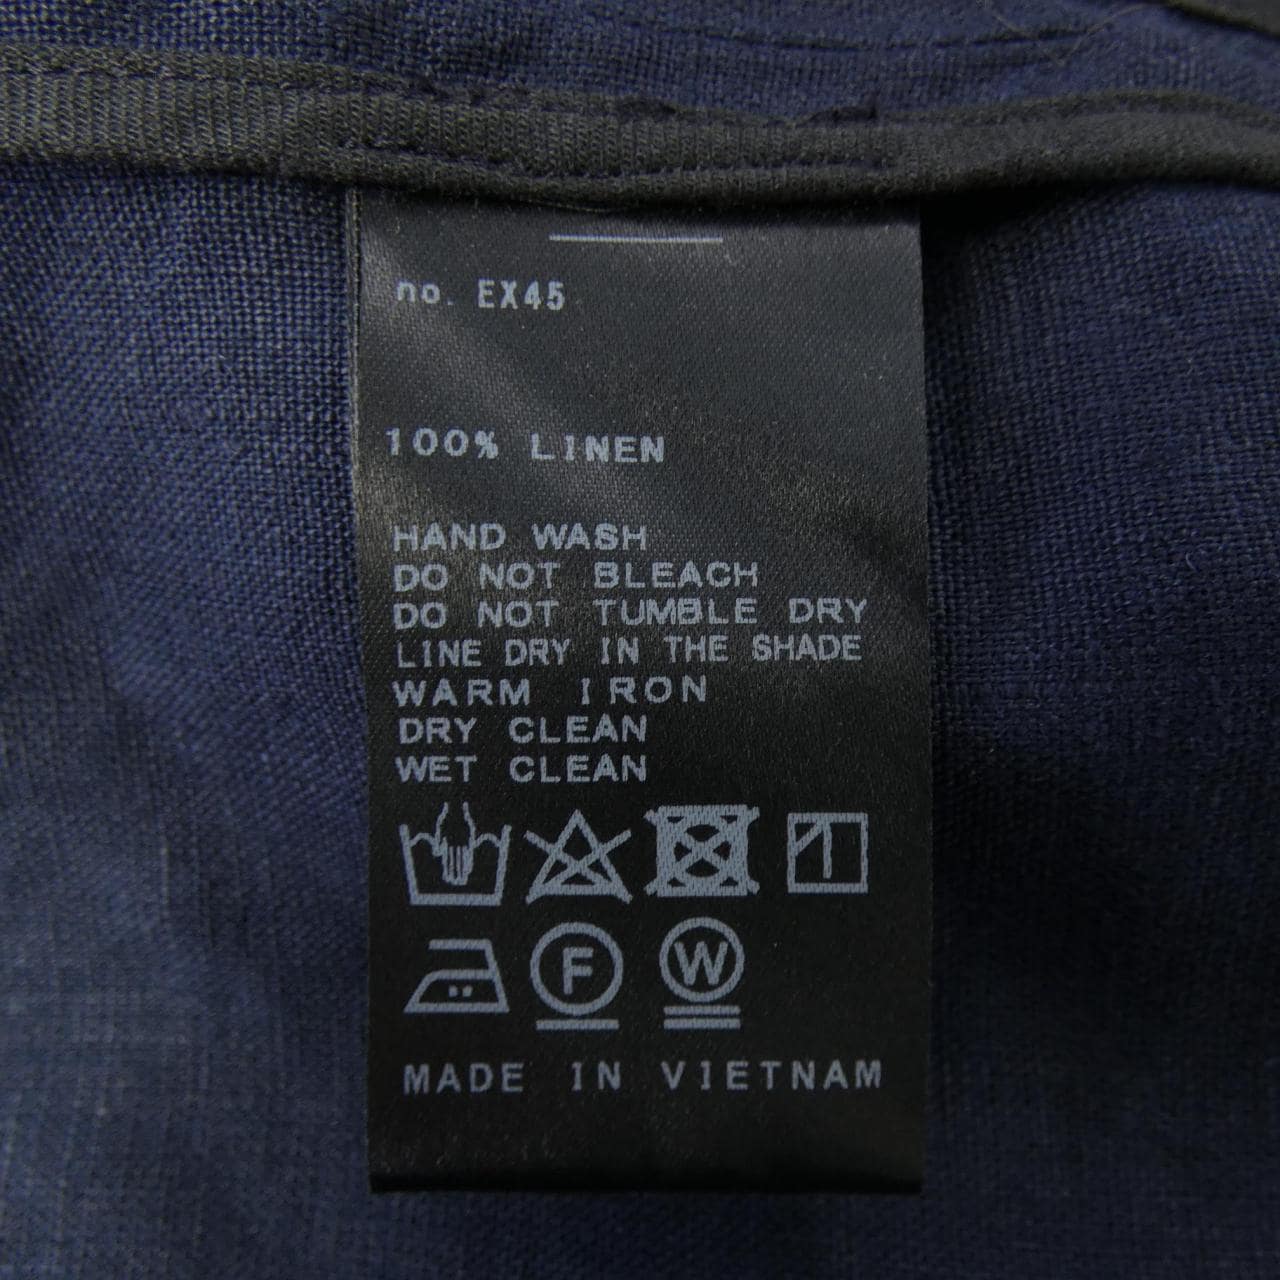 no. EX45
100% LINEN
HAND WASH
DO NOT BLEACH
DO NOT TUMBLE DRY
LINE DRY IN THE SHADE
WARM IRON
DRY CLEAN
WET CLEAN
F W
MADE IN VIETNAM